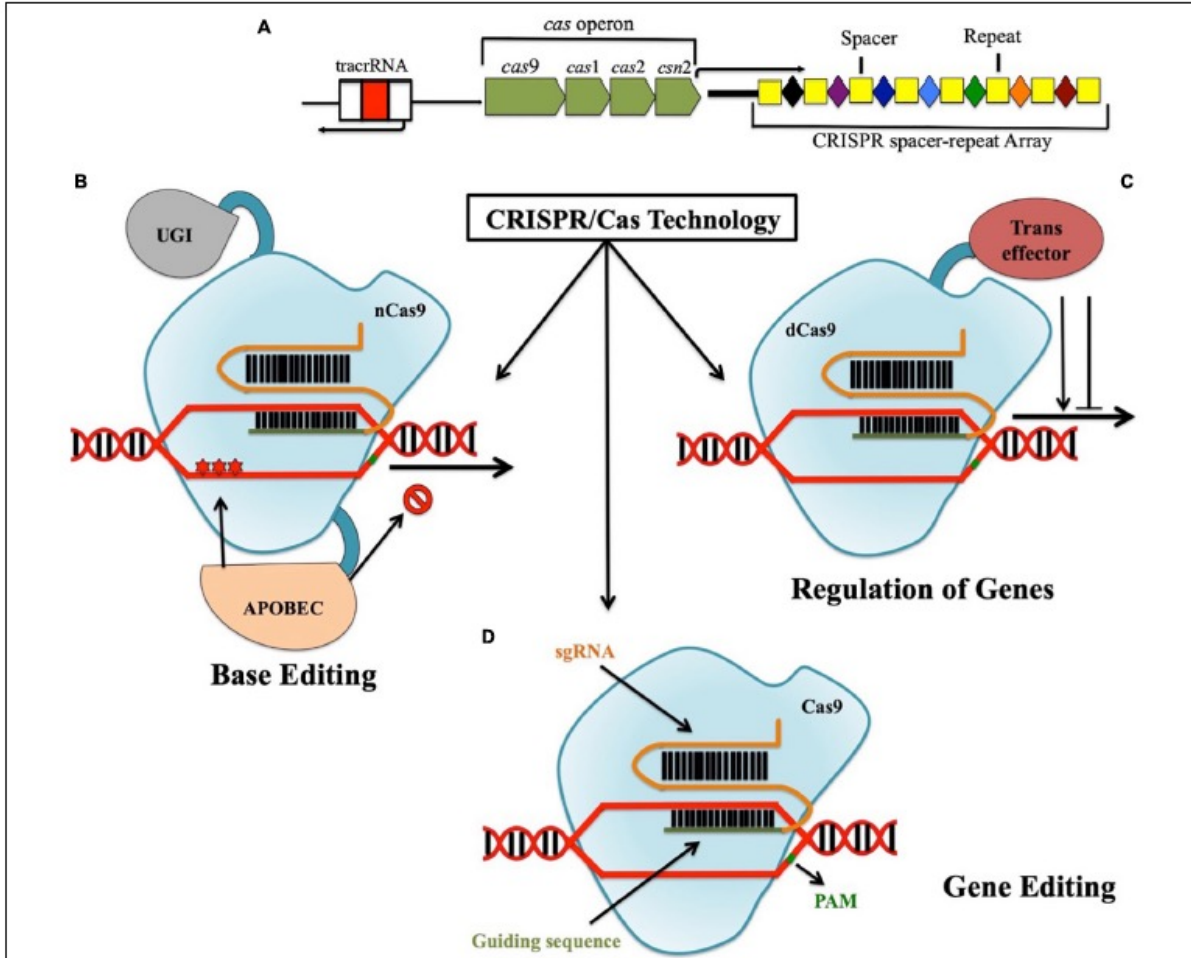 A
cas operon
tracrRNA
cas9 cas1 cas2 csn2
Spacer
Repeat
CRISPR spacer-repeat Array
B
CRISPR/Cas Technology
C
UGI
nCas9
APOBEC
Base Editing
Trans
effector
dCas9
Regulation of Genes
D
sgRNA
Cas9
PAM
Guiding sequence
Gene Editing